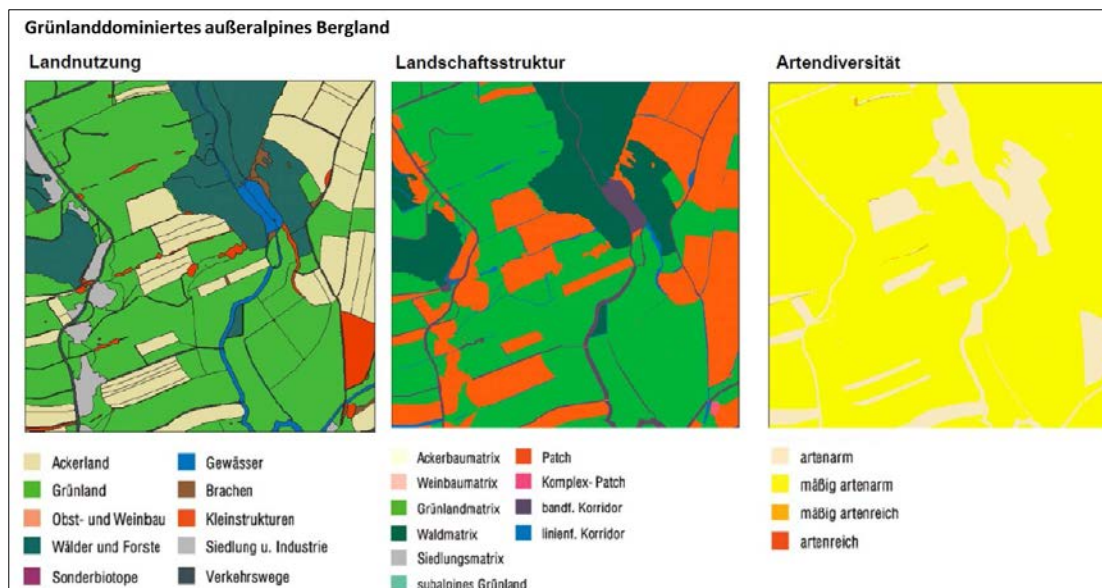 Grünlanddominiertes außeralpines Bergland
Landnutzung
Landschaftsstruktur
Artendiversität
Ackerland
Grünland
Obst- und Weinbau
Wälder und Forste
Sonderbiotope
Gewässer
Brachen
Kleinstrukturen
Siedlung u. Industrie
Verkehrswege
Ackerbaumatrix
Weinbaumatrix
Grünlandmatrix
Waldmatrix
Siedlungsmatrix
subalpines Grünland
Patch
Komplex- Patch
bandf. Korridor
linienf. Korridor
artenarm
mäßig artenarm
mäßig artenreich
artenreich